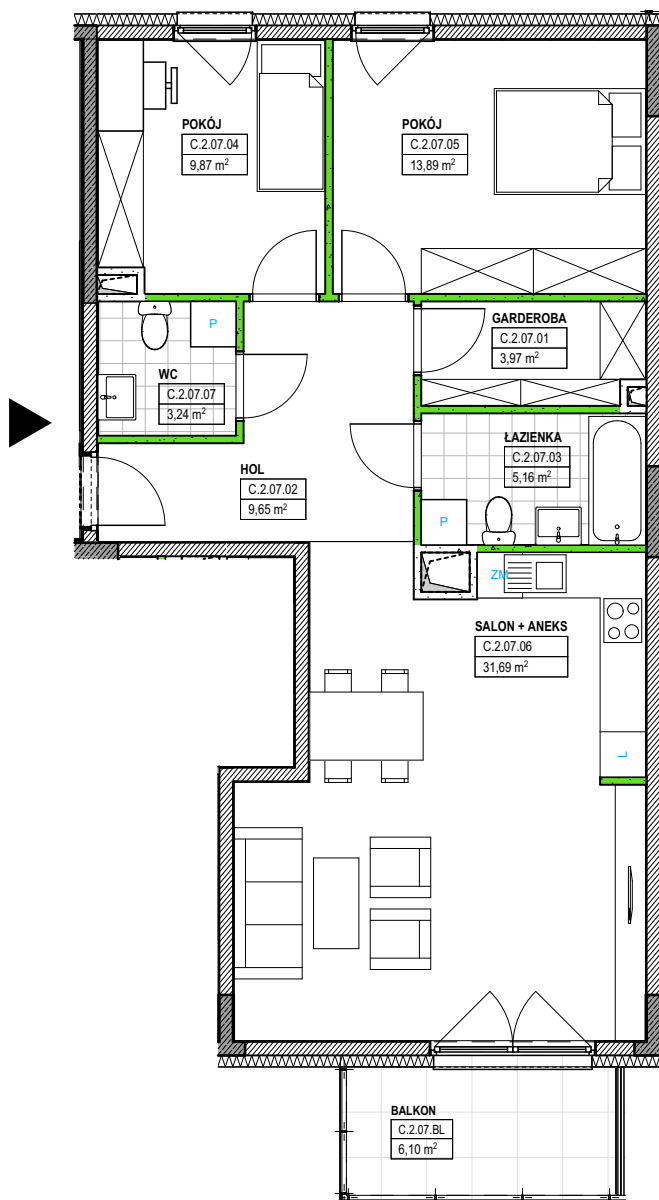 POKÓJ
C.2.07.04
9,87 m²
POKÓJ
C.2.07.05
13,89 m²
P
GARDEROBA
C.2.07.01
3,97 m²
WC
C.2.07.07
3,24 m²
ŁAZIENKA
C.2.07.03
5,16 m²
HOL
C.2.07.02
9,65 m²
P
ZM
SALON + ANEKS
C.2.07.06
31,69 m²
L
BALKON
C.2.07.BL
6,10 m²